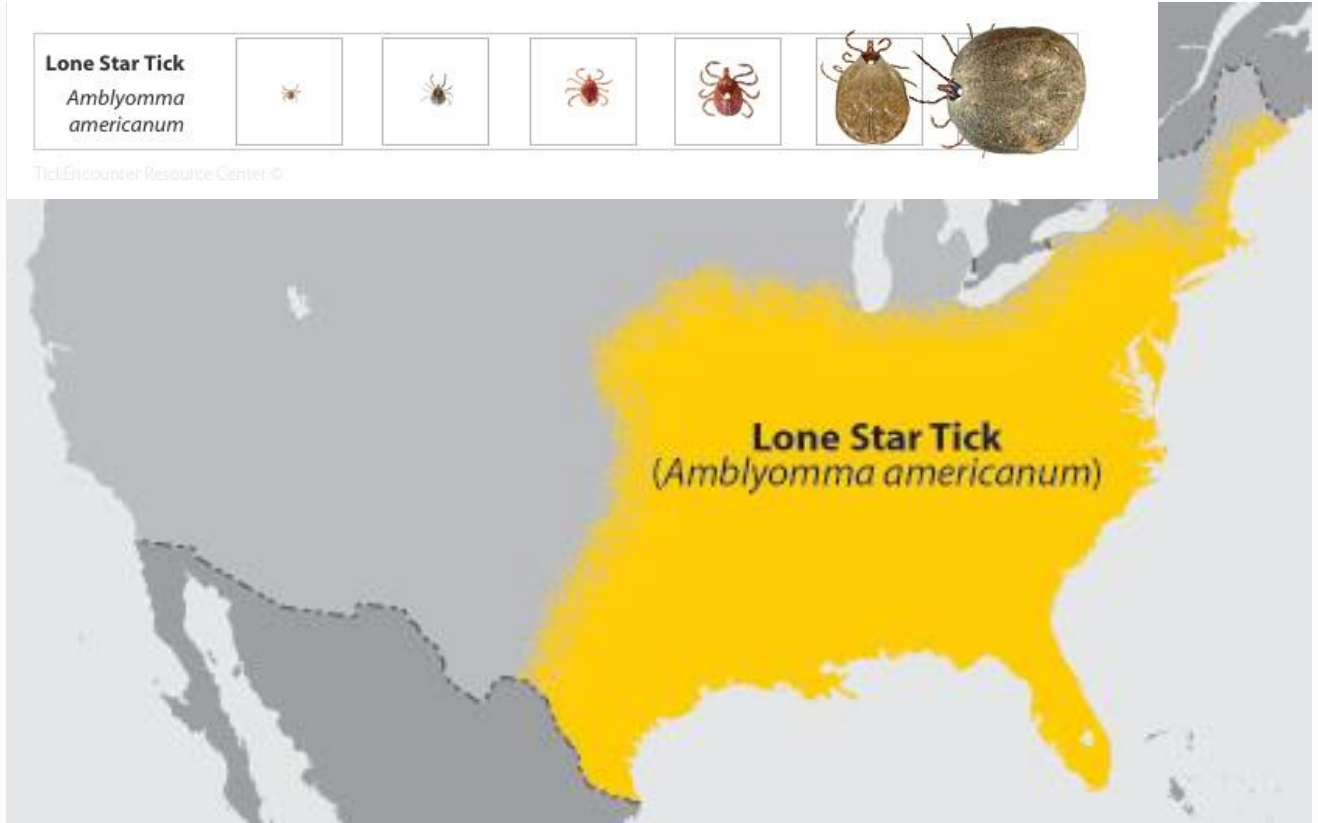 Lone Star Tick
Amblyomma
americanum
TickEncounter Resource Center ©
Lone Star Tick
(Amblyomma americanum)